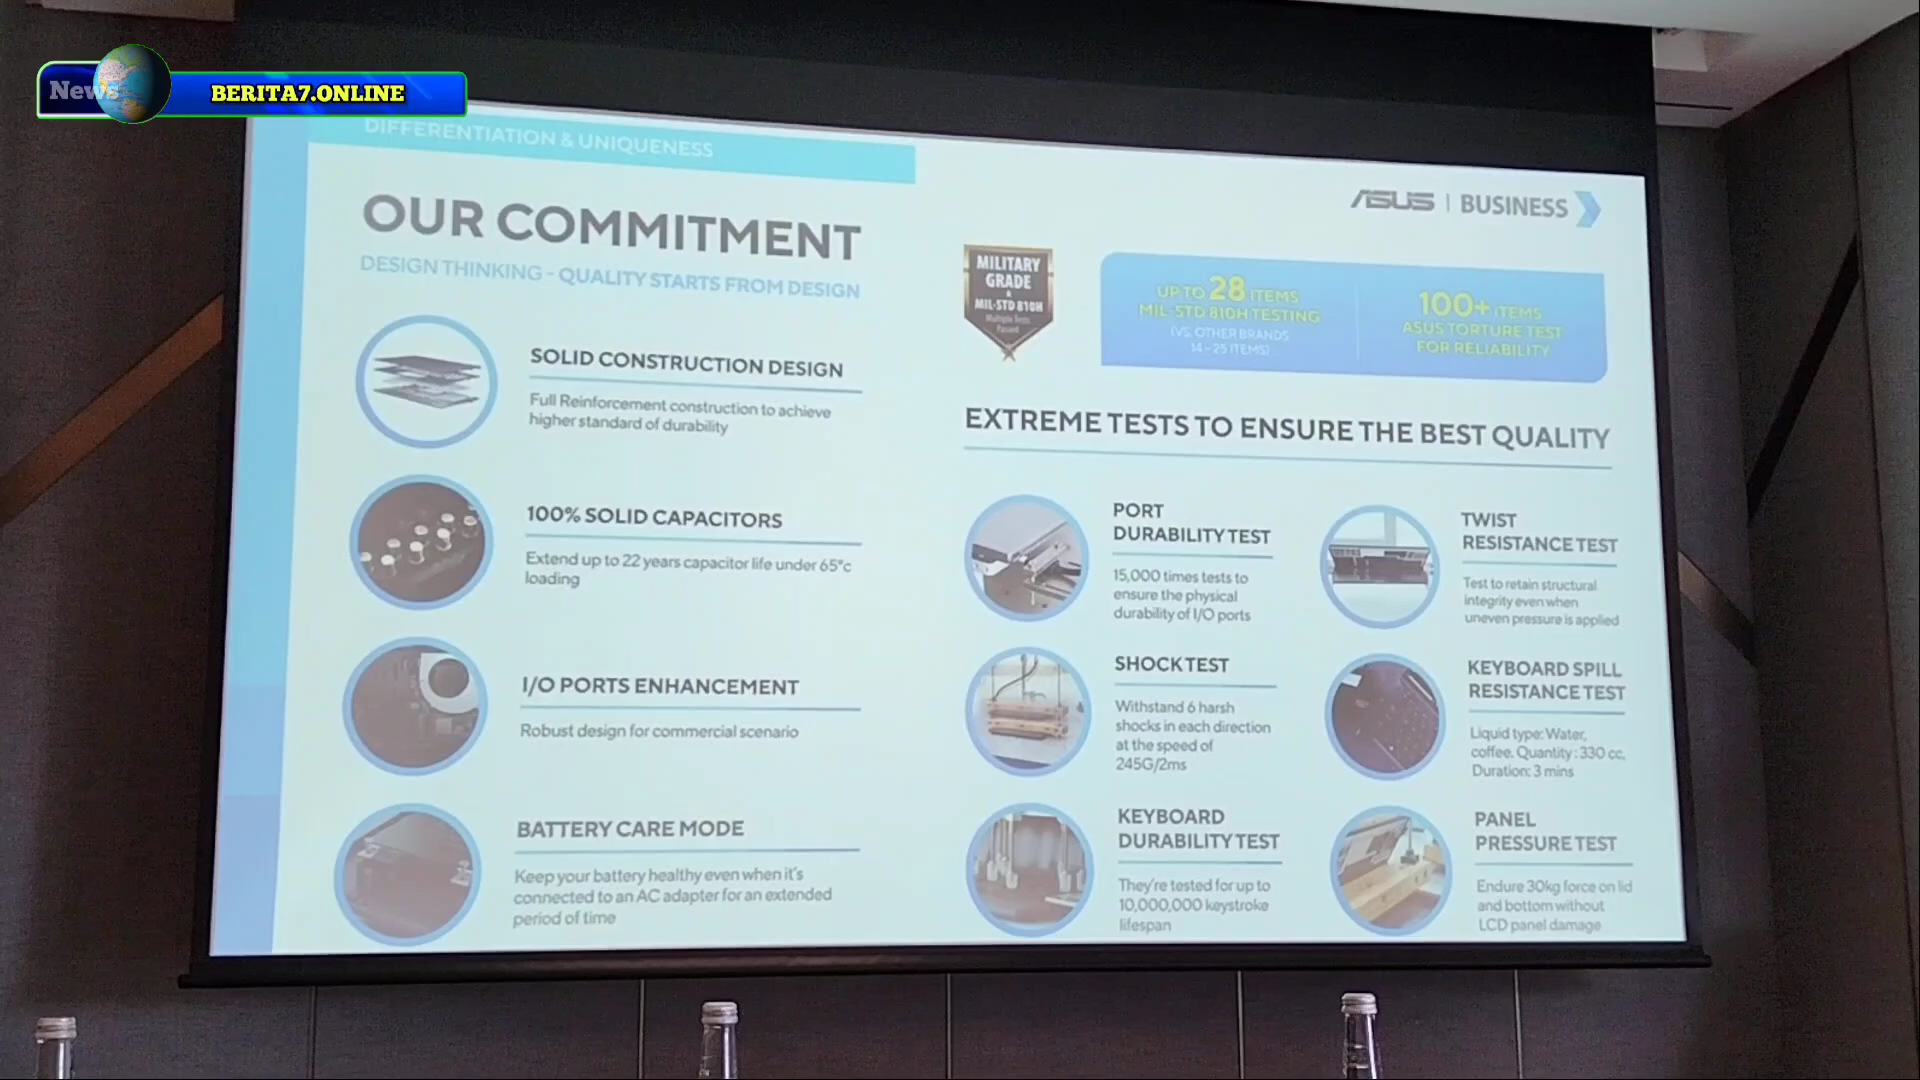 News
BERITA7.ONLINE
DIFFERENTIATION & UNIQUENESS
OUR COMMITMENT
DESIGN THINKING - QUALITY STARTS FROM DESIGN
SOLID CONSTRUCTION DESIGN
Full Reinforcement construction to achieve
higher standard of durability
100% SOLID CAPACITORS
Extend up to 22 years capacitor life under 65°c
loading
I/O PORTS ENHANCEMENT
Robust design for commercial scenario
BATTERY CARE MODE
Keep your battery healthy even when it's
connected to an AC adapter for an extended
period of time
ASUS | BUSINESS
MILITARY
GRADE
&
MIL-STD 810H
Multiple Tests
Passed
UP TO 28 ITEMS
MIL-STD 810H TESTING
(VS. OTHER BRANDS
14-25 ITEMS)
100+ ITEMS
ASUS TORTURE TEST
FOR RELIABILITY
EXTREME TESTS TO ENSURE THE BEST QUALITY
PORT
DURABILITY TEST
15,000 times tests to
ensure the physical
durability of I/O ports
TWIST
RESISTANCE TEST
Test to retain structural
integrity even when
uneven pressure is applied
SHOCK TEST
Withstand 6 harsh
shocks in each direction
at the speed of
245G/2ms
KEYBOARD SPILL
RESISTANCE TEST
Liquid type: Water,
coffee. Quantity : 330 cc,
Duration: 3 mins
KEYBOARD
DURABILITY TEST
They're tested for up to
10,000,000 keystroke
lifespan
PANEL
PRESSURE TEST
Endure 30kg force on lid
and bottom without
LCD panel damage